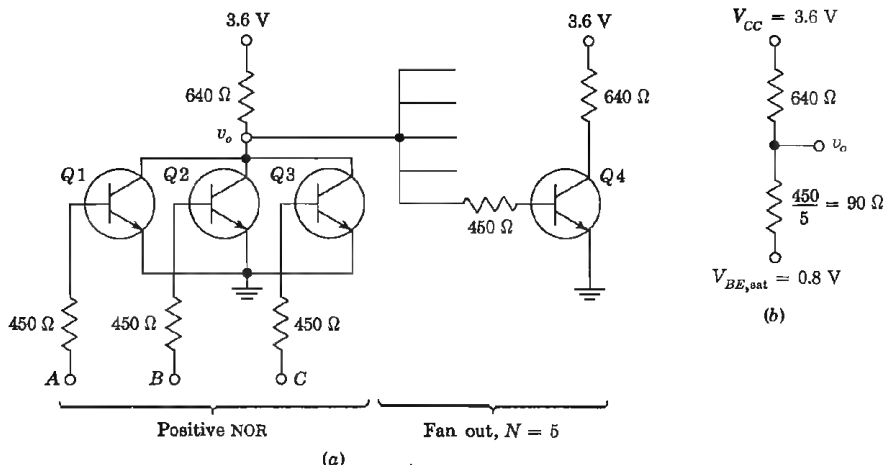 3.6 V
3.6 V
V_CC = 3.6 V
640 Ω
640 Ω
640 Ω
v_o
v_o
Q1
Q2
Q3
Q4
450 Ω
450/5 = 90 Ω
V_BE,sat = 0.8 V
(b)
450 Ω
450 Ω
450 Ω
A
B
C
Positive NOR
Fan out, N = 5
(a)